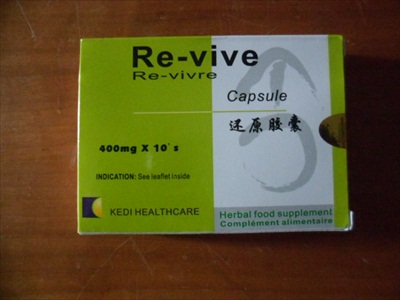 Re-vive
Re-vivre
Capsule
还原胶囊
400mg X 10's
INDICATION: See leaflet inside
KEDI HEALTHCARE
Herbal food supplement
Complément alimentaire